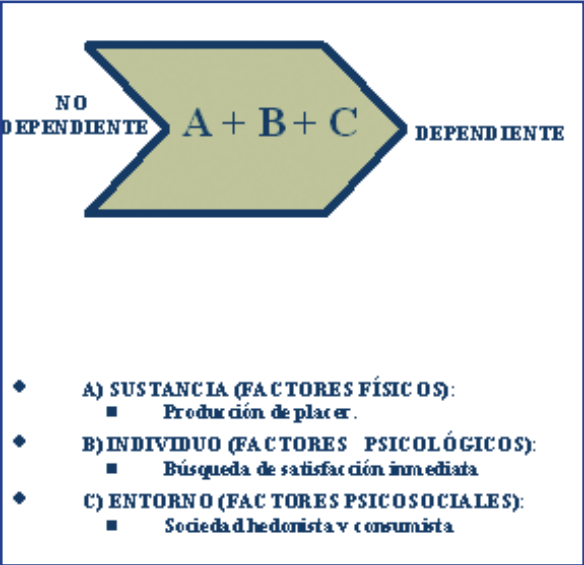 NO
DEPENDIENTE
A + B + C
DEPENDIENTE
A) SUSTANCIA (FACTORES FÍSICOS):
Producción de placer.
B) INDIVIDUO (FACTORES PSICOLÓGICOS):
Búsqueda de satisfacción inmediata
C) ENTORNO (FACTORES PSICOSOCIALES):
Sociedad hedonista y consumista